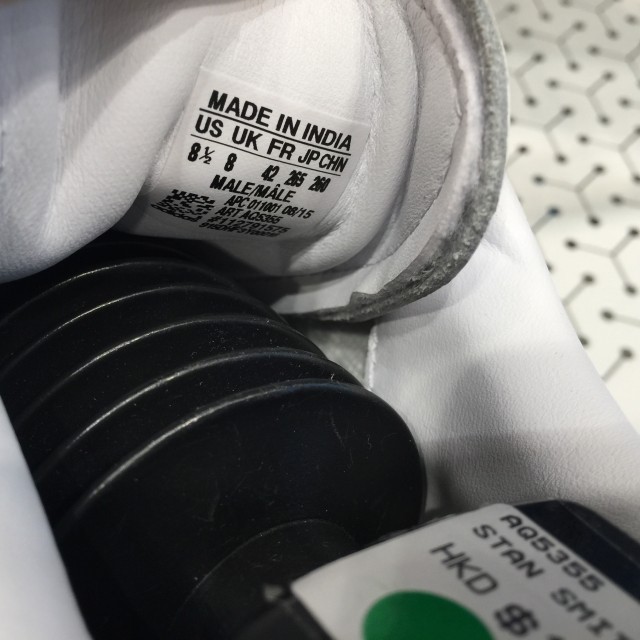 MADE IN INDIA
US UK FR JP CHN
8½ 8 42 265 260
MALE/MÂLE
APC 011001 08/15
ART AQ5355
AQ5355
STAN SMI
HKD $